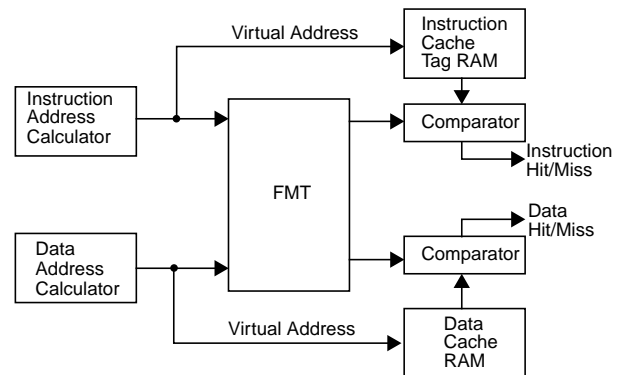 Virtual Address
Instruction
Cache
Tag RAM
Instruction
Address
Calculator
Comparator
Instruction
Hit/Miss
FMT
Data
Hit/Miss
Data
Address
Calculator
Comparator
Virtual Address
Data
Cache
RAM